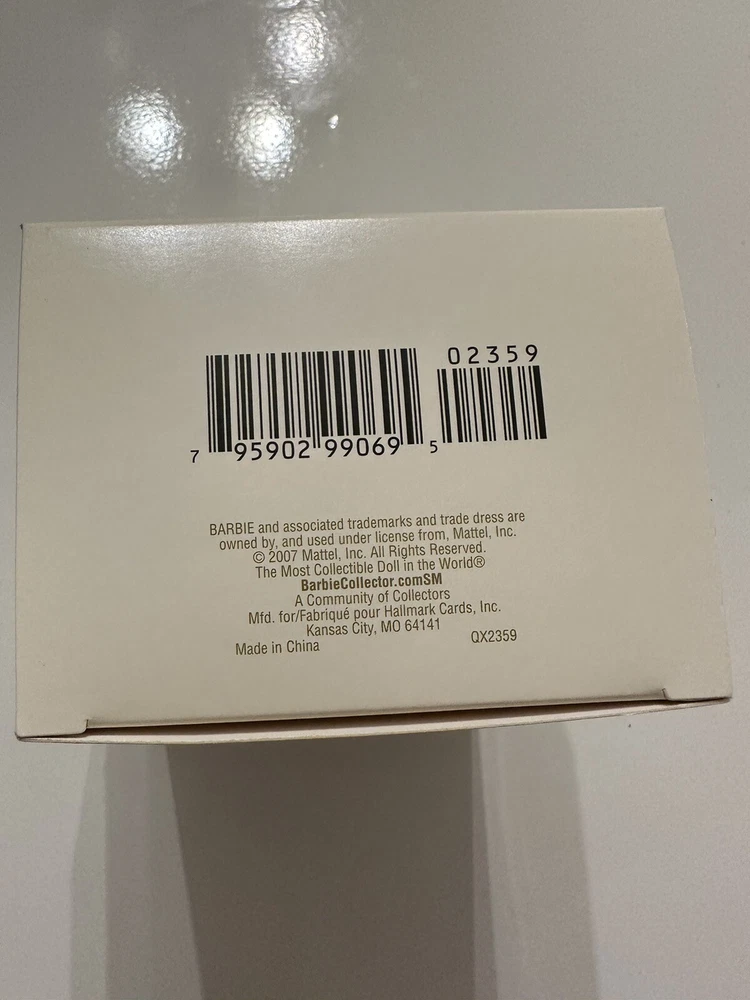 02359
7 95902 99069 5
BARBIE and associated trademarks and trade dress are
owned by, and used under license from, Mattel, Inc.
© 2007 Mattel, Inc. All Rights Reserved.
The Most Collectible Doll in the World®
BarbieCollector.comSM
A Community of Collectors
Mfd. for/Fabriqué pour Hallmark Cards, Inc.
Kansas City, MO 64141
Made in China QX2359